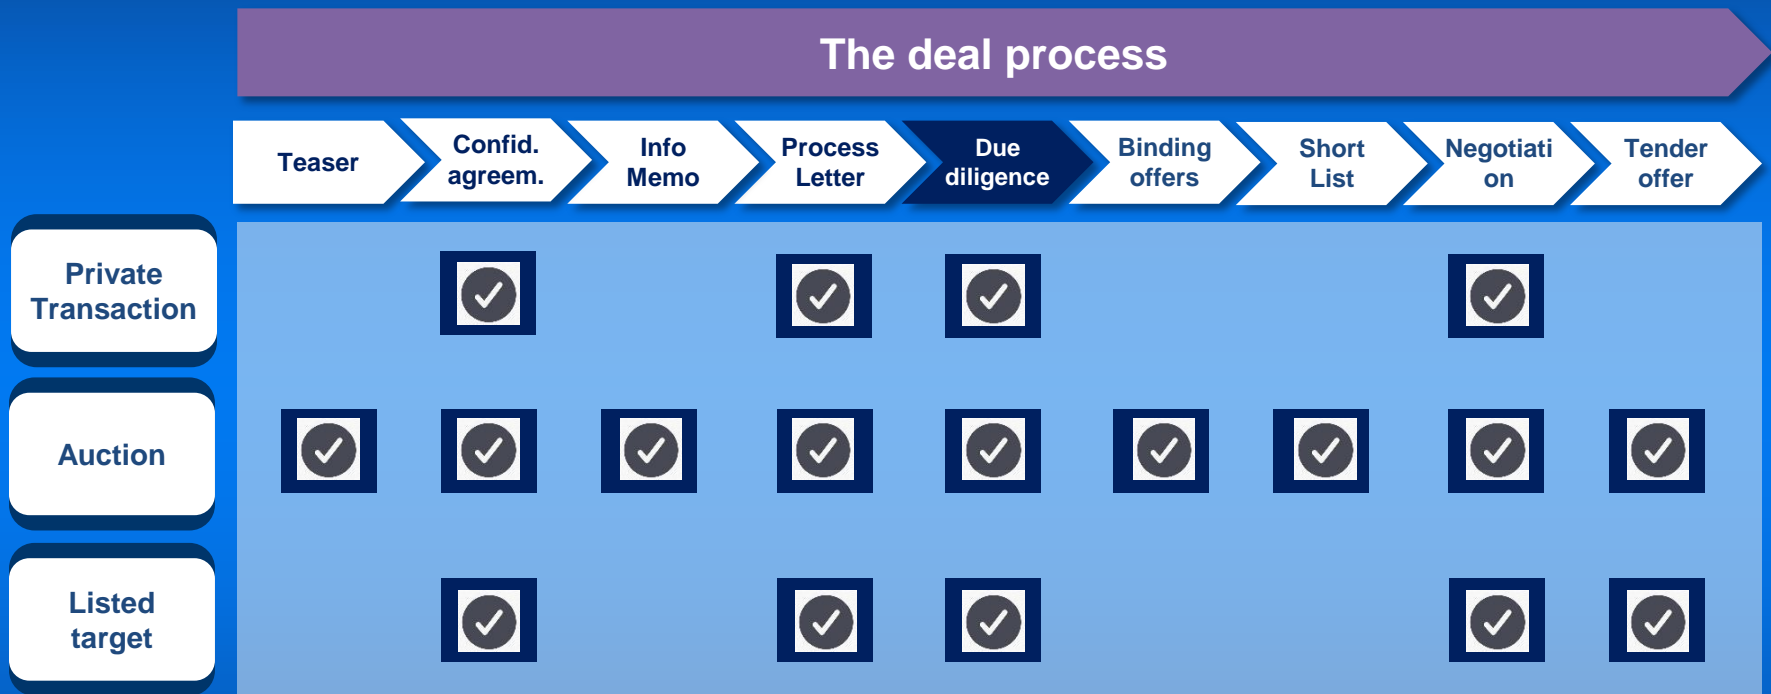 The deal process
Teaser
Confid.
agreem.
Info
Memo
Process
Letter
Due
diligence
Binding
offers
Short
List
Negotiati
on
Tender
offer
Private
Transaction
Auction
Listed
target